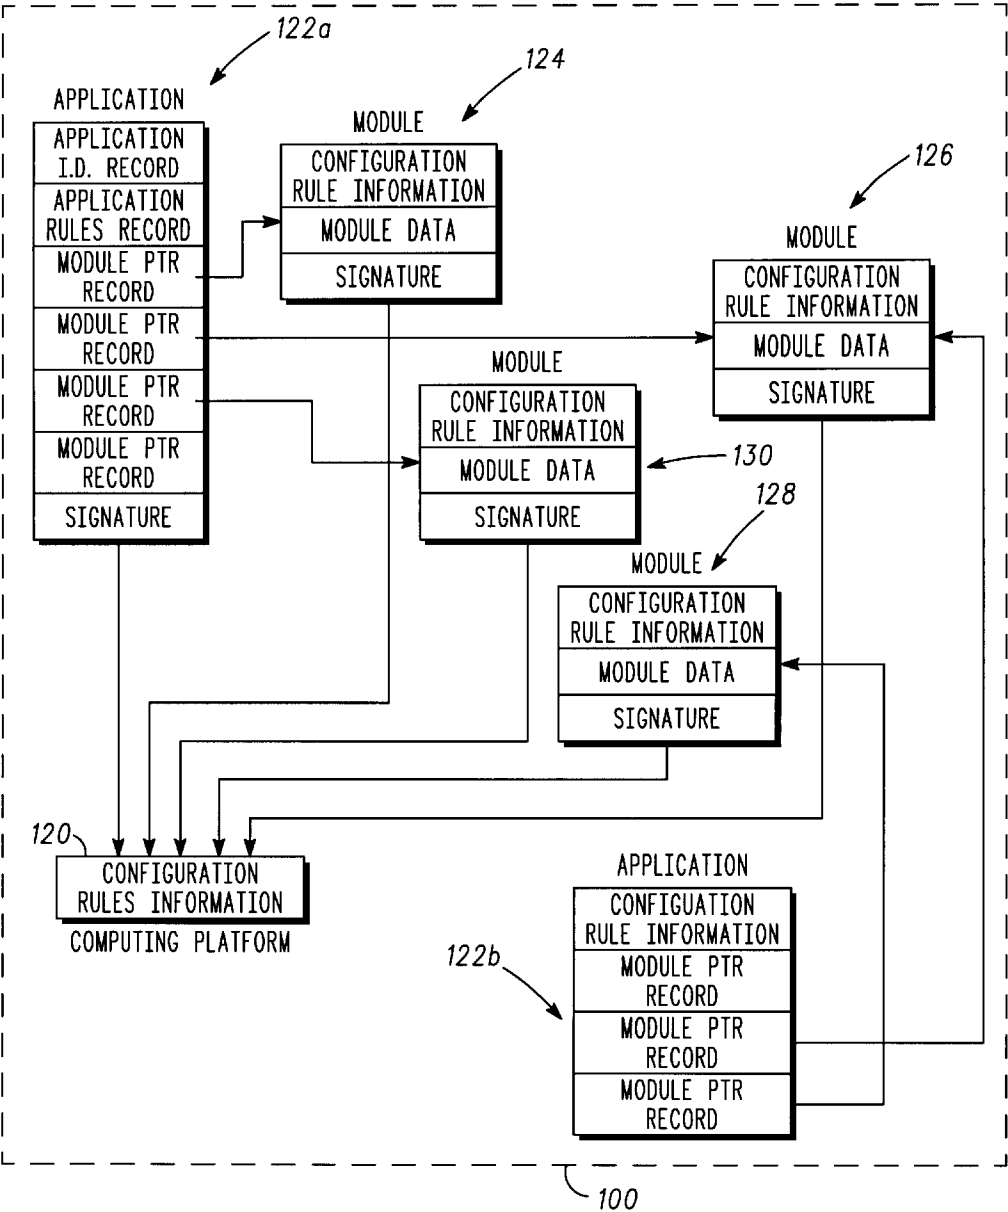 122a
APPLICATION
APPLICATION
I.D. RECORD
APPLICATION
RULES RECORD
MODULE PTR
RECORD
MODULE PTR
RECORD
MODULE PTR
RECORD
MODULE PTR
RECORD
SIGNATURE
124
MODULE
CONFIGURATION
RULE INFORMATION
MODULE DATA
SIGNATURE
126
MODULE
CONFIGURATION
RULE INFORMATION
MODULE DATA
SIGNATURE
MODULE
CONFIGURATION
RULE INFORMATION
MODULE DATA
SIGNATURE
130
128
MODULE
CONFIGURATION
RULE INFORMATION
MODULE DATA
SIGNATURE
120
CONFIGURATION
RULES INFORMATION
COMPUTING PLATFORM
APPLICATION
CONFIGUATION
RULE INFORMATION
MODULE PTR
RECORD
MODULE PTR
RECORD
MODULE PTR
RECORD
122b
100